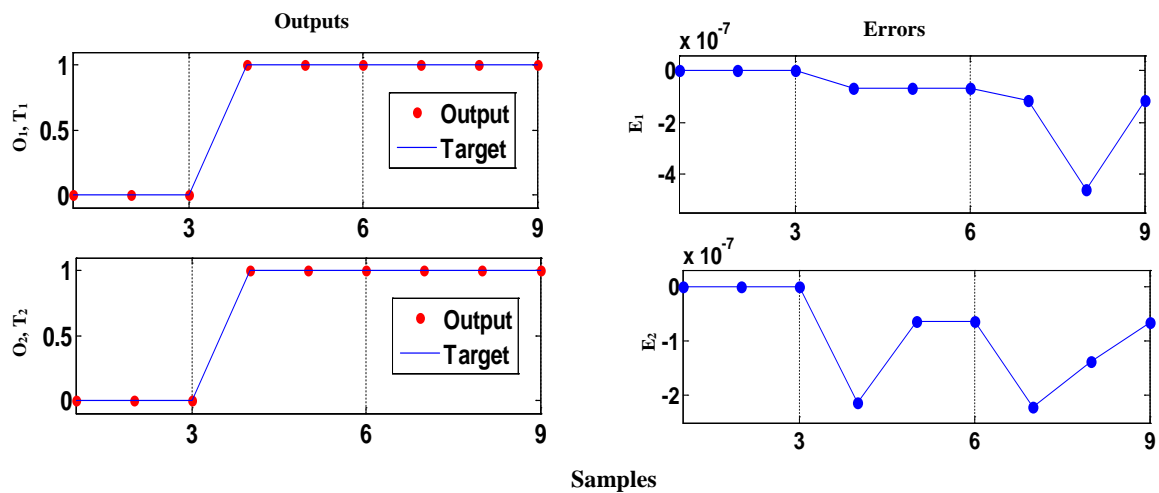 Outputs
O1, T1
1
0.5
0
3
6
9
Output
Target
Errors
x 10-7
E1
0
-2
-4
3
6
9
O2, T2
1
0.5
0
3
6
9
Output
Target
x 10-7
E2
0
-1
-2
3
6
9
Samples